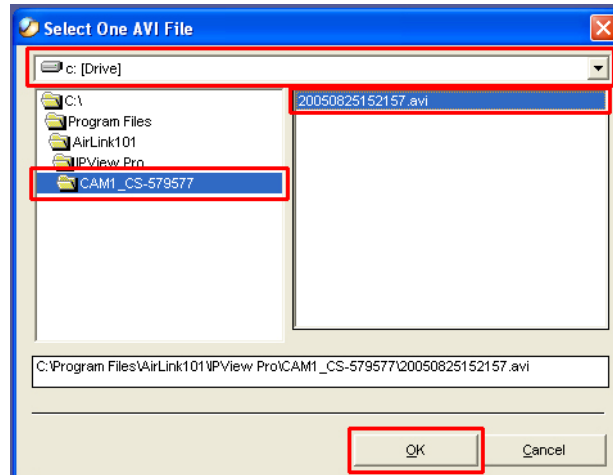 Select One AVI File
c: [Drive]
C:\
Program Files
AirLink101
IPView Pro
CAM1_CS-579577
20050825152157.avi
C:\Program Files\AirLink101\IPView Pro\CAM1_CS-579577\20050825152157.avi
OK
Cancel